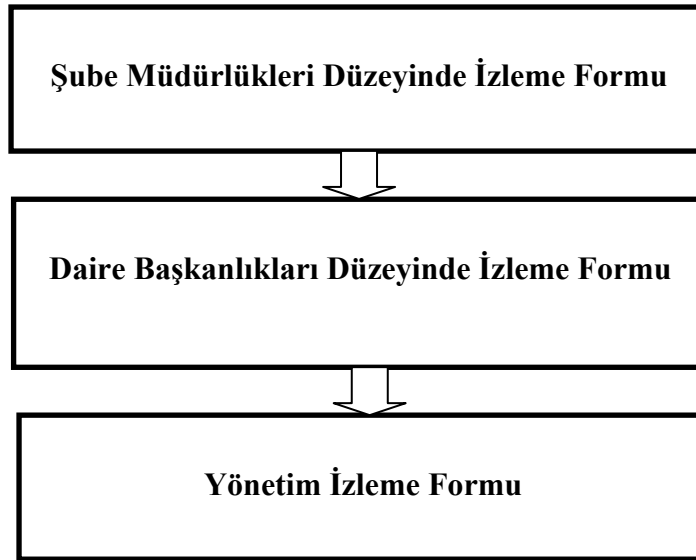 Şube Müdürlükleri Düzeyinde İzleme Formu
Daire Başkanlıkları Düzeyinde İzleme Formu
Yönetim İzleme Formu